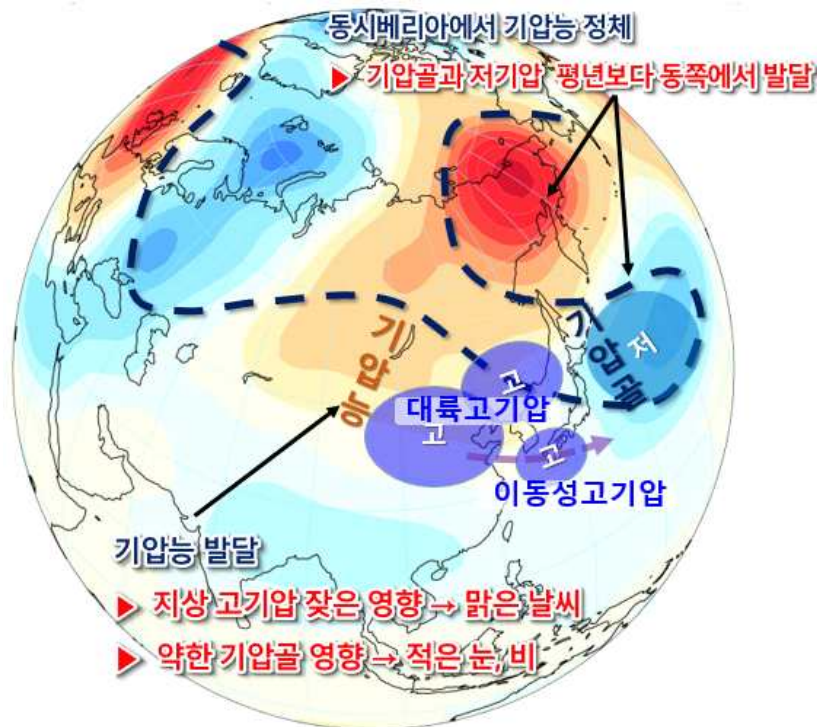 동시베리아에서 기압능 정체
▶ 기압골과 저기압 평년보다 동쪽에서 발달
기압능
기압골
저
고
대륙고기압
고
고
이동성고기압
기압능 발달
▶ 지상 고기압 잦은 영향 → 맑은 날씨
▶ 약한 기압골 영향 → 적은 눈, 비